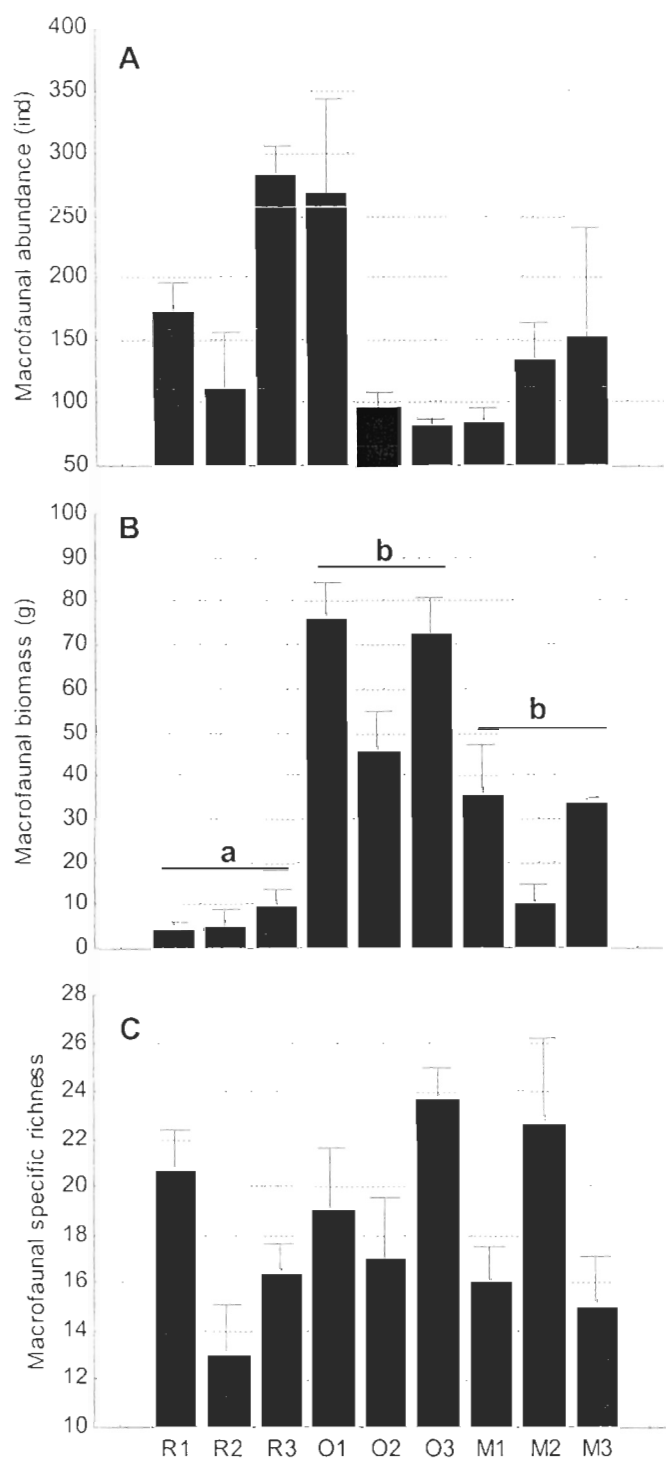 A
Macrofaunal abundance (ind)
400
350
300
250
200
150
100
50
B
Macrofaunal biomass (g)
100
90
80
70
60
50
40
30
20
10
0
a
b
b
C
Macrofaunal specific richness
28
26
24
22
20
18
16
14
12
10
R1 R2 R3 O1 O2 O3 M1 M2 M3